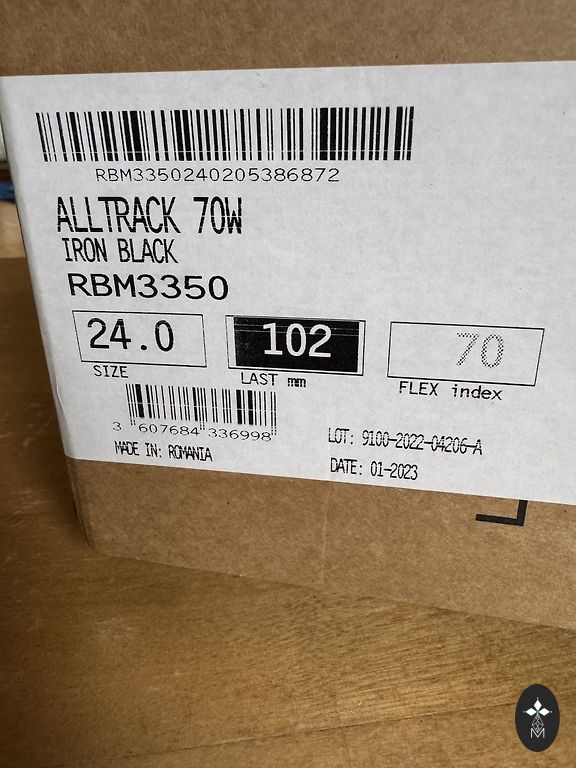 RBM3350240205386872
ALLTRACK 70W
IRON BLACK
RBM3350
24.0 102 70
SIZE LAST mm FLEX index
3 607684 336998
MADE IN: ROMANIA
LOT: 9100-2022-04206-A
DATE: 01-2023
M